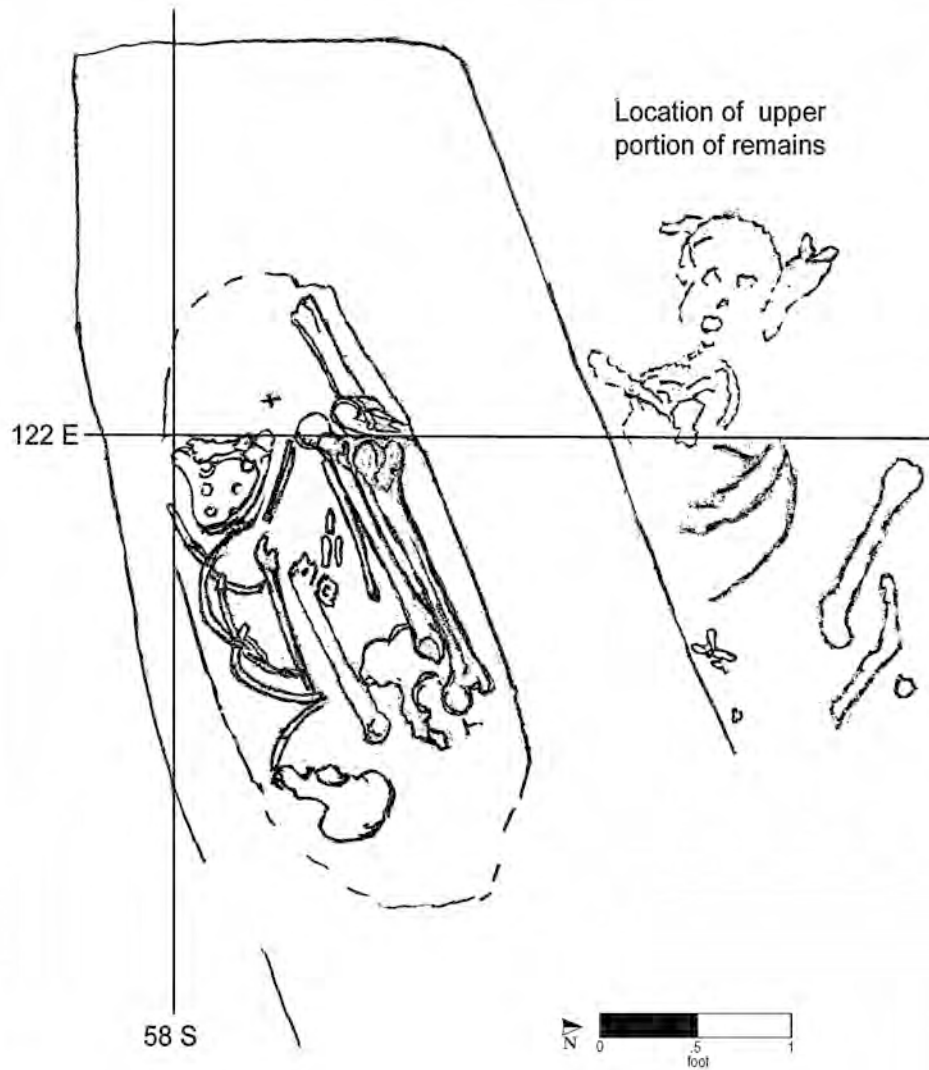 Location of upper
portion of remains
122 E
58 S
N
0 .5 1
foot